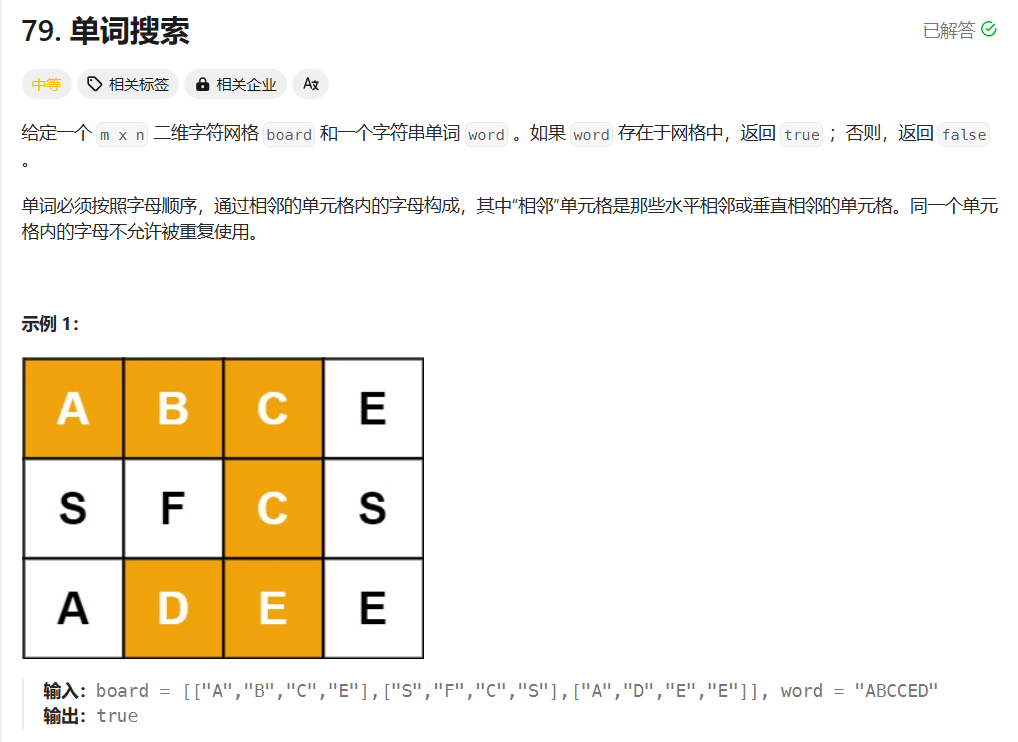 79. 单词搜索
已解答
中等 相关标签 相关企业 A文
给定一个 m x n 二维字符网格 board 和一个字符串单词 word 。如果 word 存在于网格中，返回 true ；否则，返回 false
。
单词必须按照字母顺序，通过相邻的单元格内的字母构成，其中“相邻”单元格是那些水平相邻或垂直相邻的单元格。同一个单元
格内的字母不允许被重复使用。
示例 1：
A B C E
S F C S
A D E E
输入：board = [["A","B","C","E"],["S","F","C","S"],["A","D","E","E"]], word = "ABCCED"
输出：true